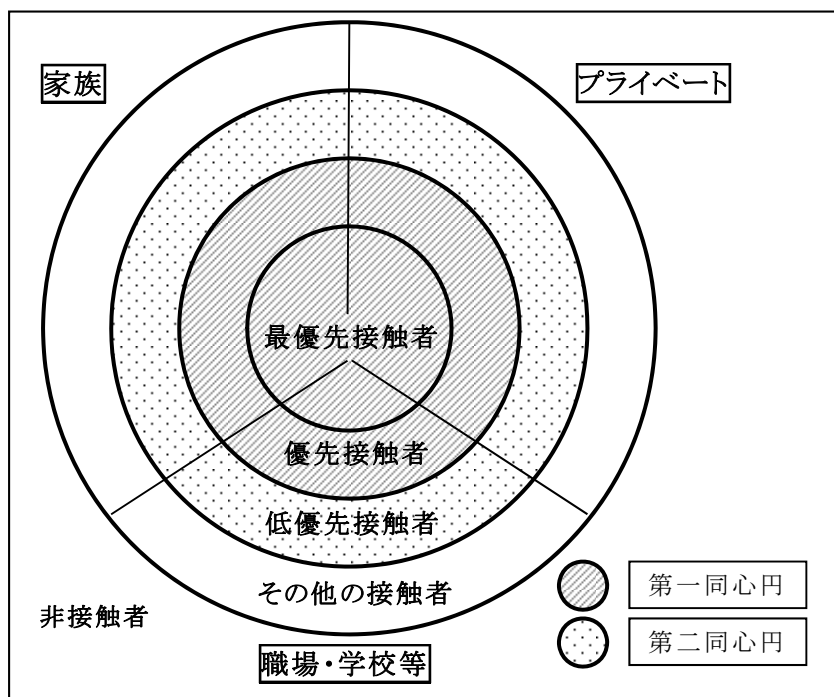 家族
プライベート
最優先接触者
優先接触者
低優先接触者
その他の接触者
非接触者
職場・学校等
第一同心円
第二同心円